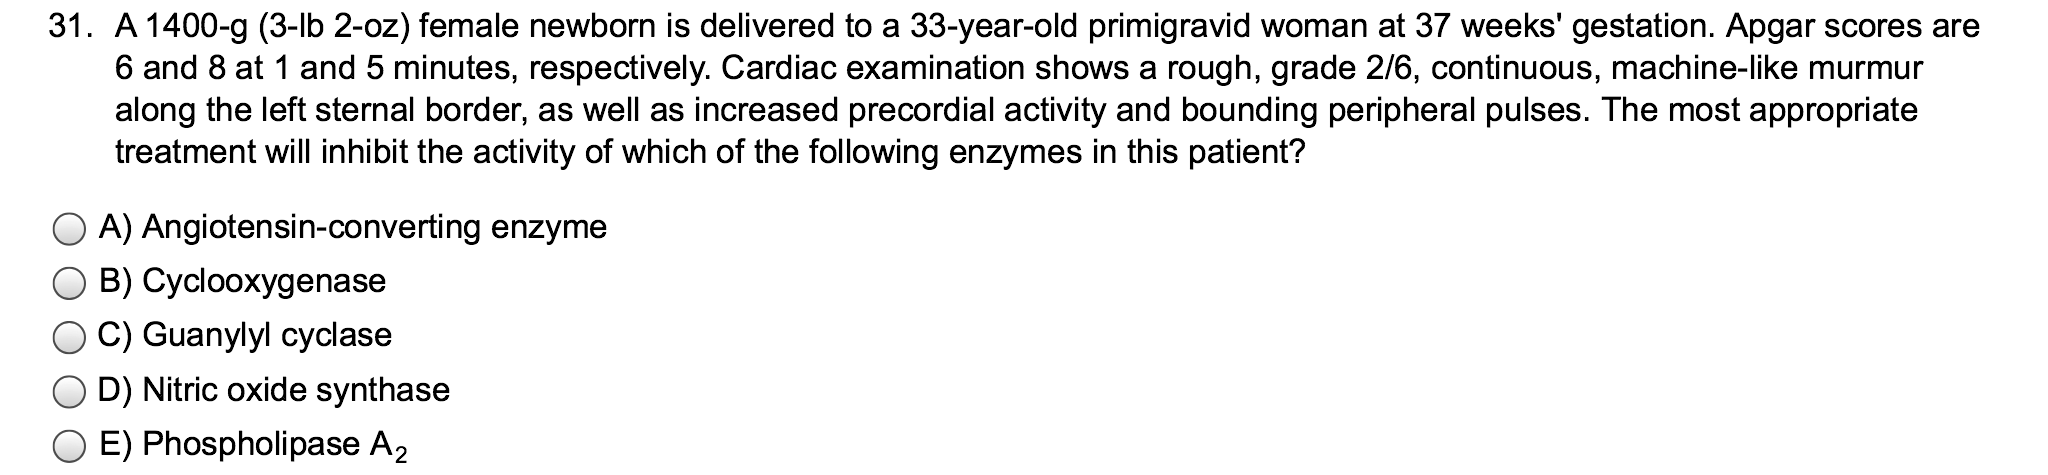 31. A 1400-g (3-lb 2-oz) female newborn is delivered to a 33-year-old primigravid woman at 37 weeks' gestation. Apgar scores are
6 and 8 at 1 and 5 minutes, respectively. Cardiac examination shows a rough, grade 2/6, continuous, machine-like murmur
along the left sternal border, as well as increased precordial activity and bounding peripheral pulses. The most appropriate
treatment will inhibit the activity of which of the following enzymes in this patient?
A) Angiotensin-converting enzyme
B) Cyclooxygenase
C) Guanylyl cyclase
D) Nitric oxide synthase
E) Phospholipase A₂